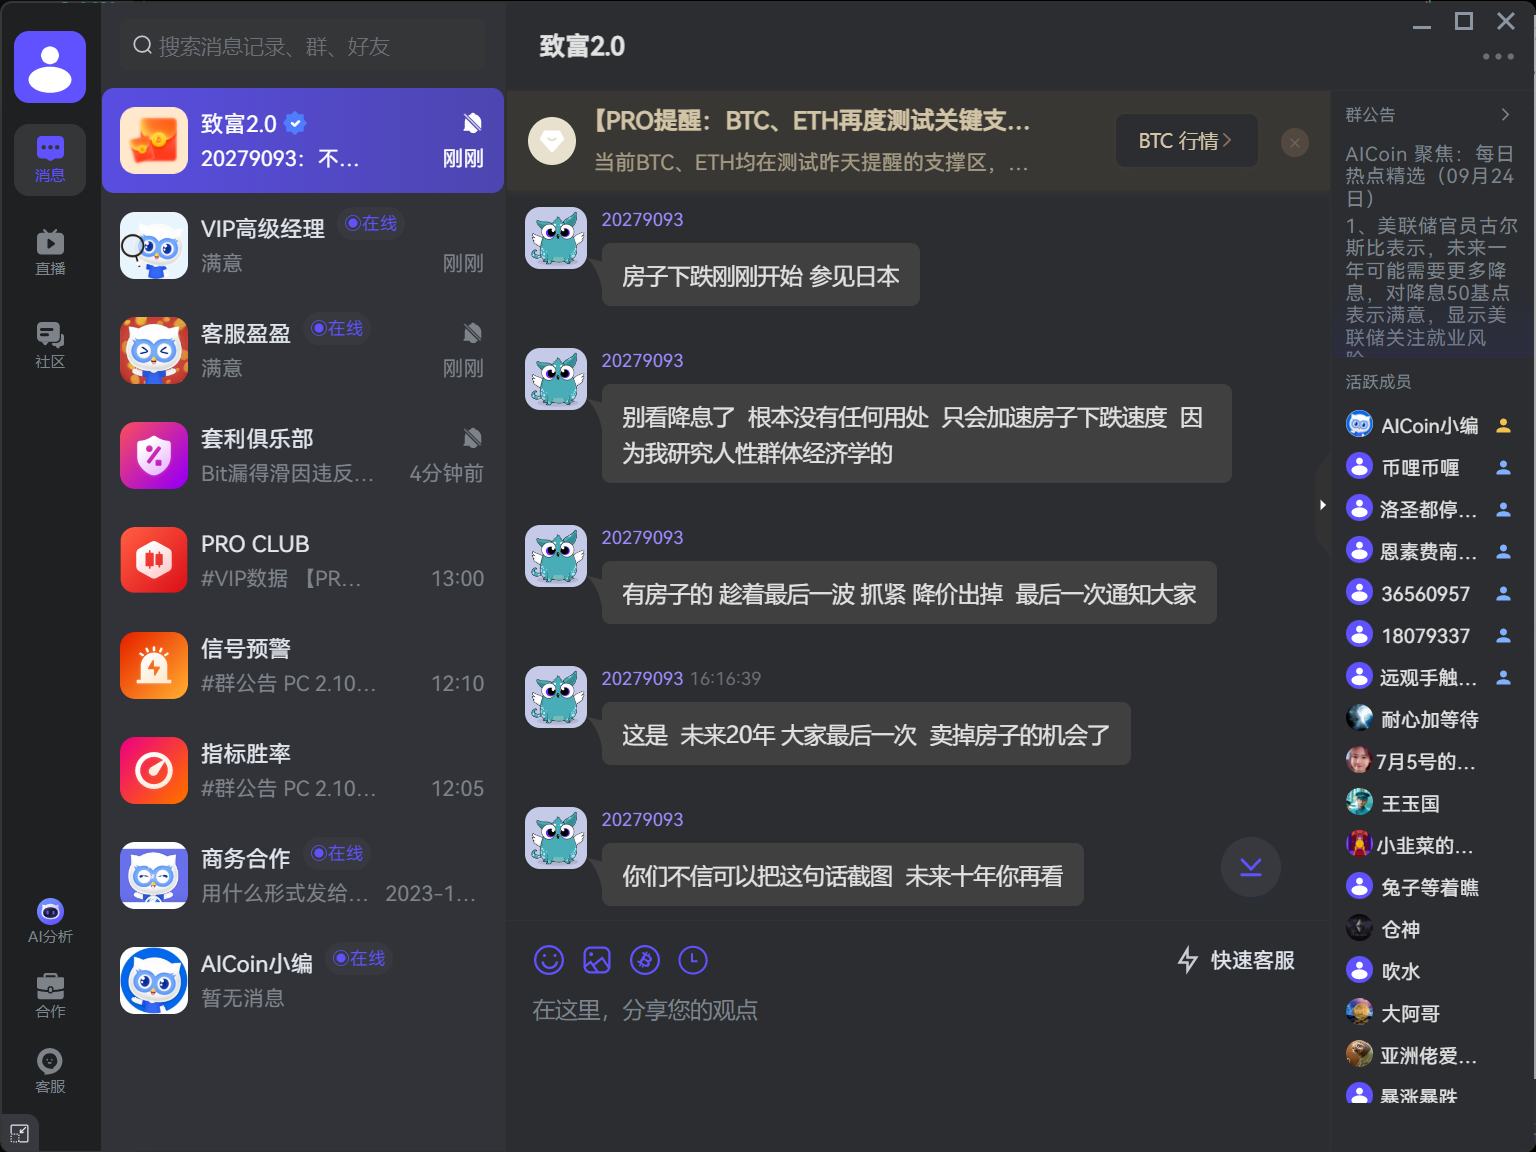 消息
直播
社区
AI分析
合作
客服
搜索消息记录、群、好友
致富2.0
20279093：不…
刚刚
VIP高级经理
在线
满意
刚刚
客服盈盈
在线
满意
刚刚
套利俱乐部
Bit漏得滑因违反…
4分钟前
PRO CLUB
#VIP数据 【PR…
13:00
信号预警
#群公告 PC 2.10…
12:10
指标胜率
#群公告 PC 2.10…
12:05
商务合作
在线
用什么形式发给…
2023-1…
AICoin小编
在线
暂无消息
致富2.0
【PRO提醒：BTC、ETH再度测试关键支…
当前BTC、ETH均在测试昨天提醒的支撑区，…
BTC 行情
20279093
房子下跌刚刚开始 参见日本
20279093
别看降息了 根本没有任何用处 只会加速房子下跌速度 因
为我研究人性群体经济学的
20279093
有房子的 趁着最后一波 抓紧 降价出掉 最后一次通知大家
20279093 16:16:39
这是 未来20年 大家最后一次 卖掉房子的机会了
20279093
你们不信可以把这句话截图 未来十年你再看
快速客服
在这里，分享您的观点
群公告
AICoin 聚焦：每日
热点精选（09月24
日）
1、美联储官员古尔
斯比表示，未来一
年可能需要更多降
息，对降息50基点
表示满意，显示美
联储关注就业风
活跃成员
AICoin小编
币哩币喱
洛圣都停…
恩素费南…
36560957
18079337
远观手触…
耐心加等待
7月5号的…
王玉国
小韭菜的…
兔子等着瞧
仓神
吹水
大阿哥
亚洲佬爱…
暴涨暴跌